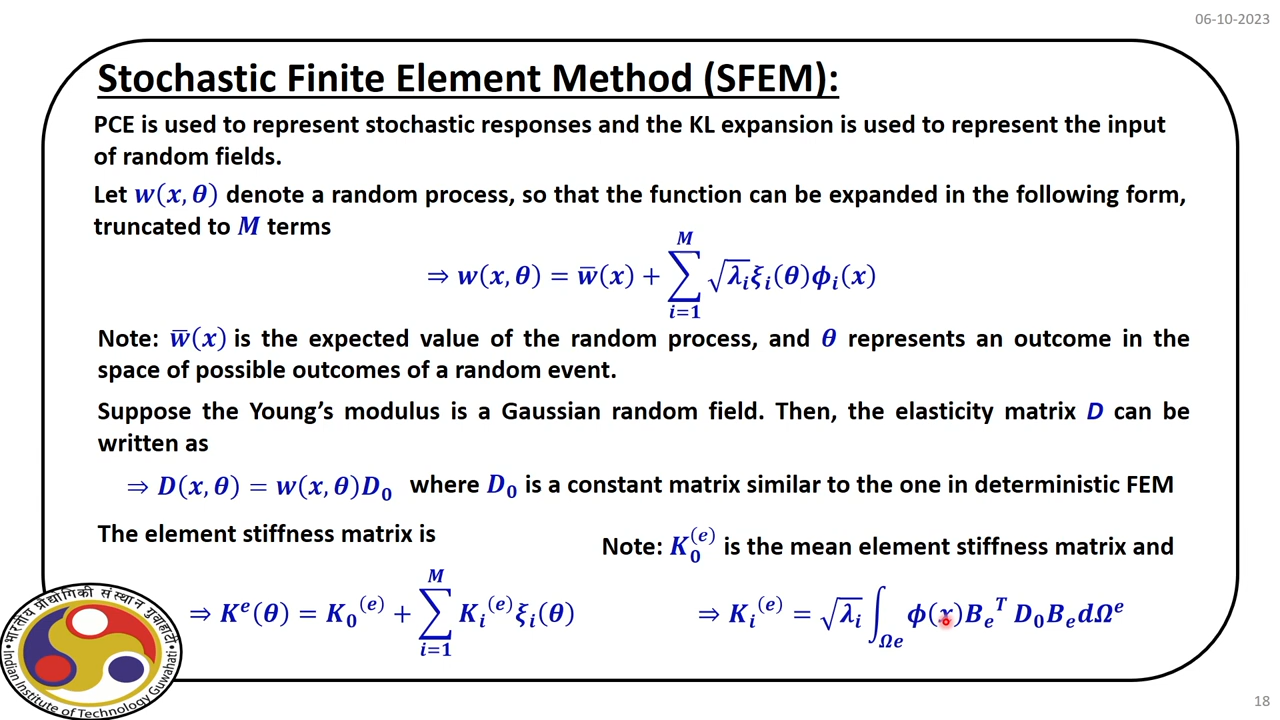 06-10-2023
Stochastic Finite Element Method (SFEM):
PCE is used to represent stochastic responses and the KL expansion is used to represent the input
of random fields.
Let w(x, θ) denote a random process, so that the function can be expanded in the following form,
truncated to M terms
⇒ w(x, θ) = w̅(x) + ∑_{i=1}^{M} √λᵢ ξᵢ(θ)ϕᵢ(x)
Note: w̅(x) is the expected value of the random process, and θ represents an outcome in the
space of possible outcomes of a random event.
Suppose the Young's modulus is a Gaussian random field. Then, the elasticity matrix D can be
written as
⇒ D(x, θ) = w(x, θ)D₀ where D₀ is a constant matrix similar to the one in deterministic FEM
The element stiffness matrix is
⇒ Kᵉ(θ) = K₀⁽ᵉ⁾ + ∑_{i=1}^{M} Kᵢ⁽ᵉ⁾ξᵢ(θ)
Note: K₀⁽ᵉ⁾ is the mean element stiffness matrix and
⇒ Kᵢ⁽ᵉ⁾ = √λᵢ ∫_{Ωe} ϕ(x)Bₑᵀ D₀BₑdΩᵉ
भारतीय प्रौद्योगिकी संस्थान गुवाहाटी
Indian Institute of Technology Guwahati
18